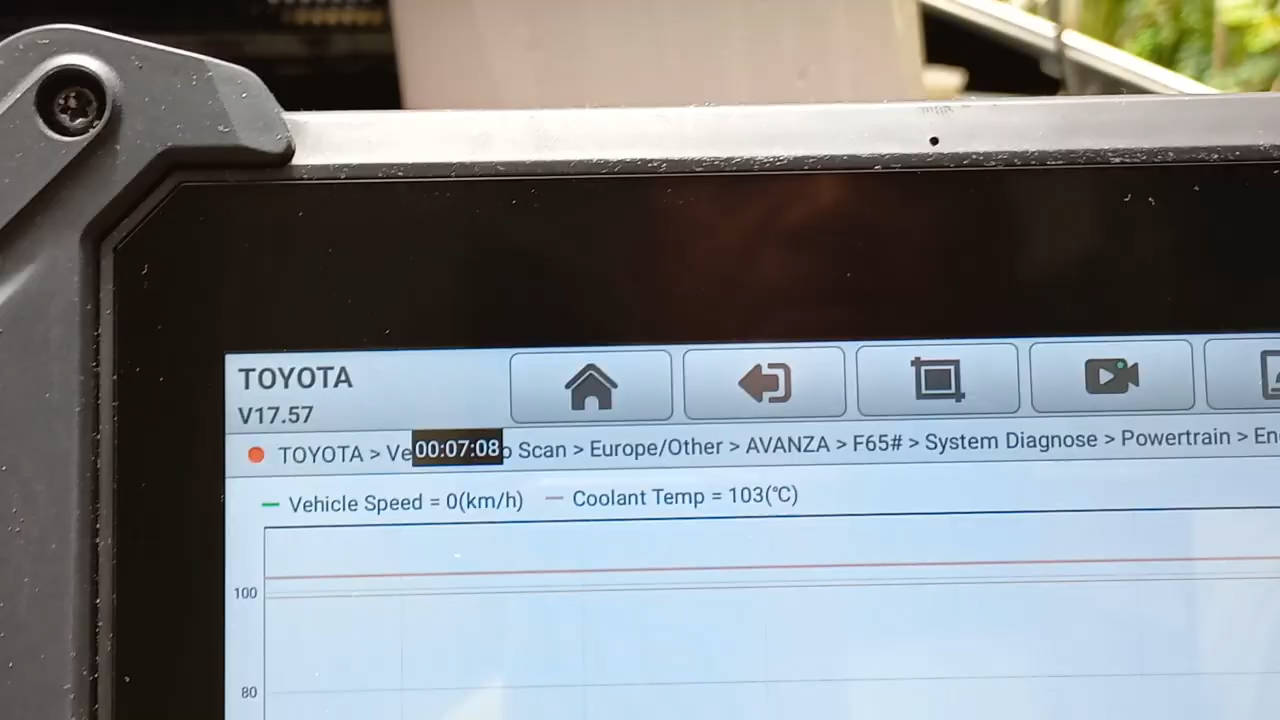 TOYOTA
V17.57
TOYOTA > Ve 00:07:08 Scan > Europe/Other > AVANZA > F65# > System Diagnose > Powertrain > En
Vehicle Speed = 0(km/h) Coolant Temp = 103(℃)
100
80